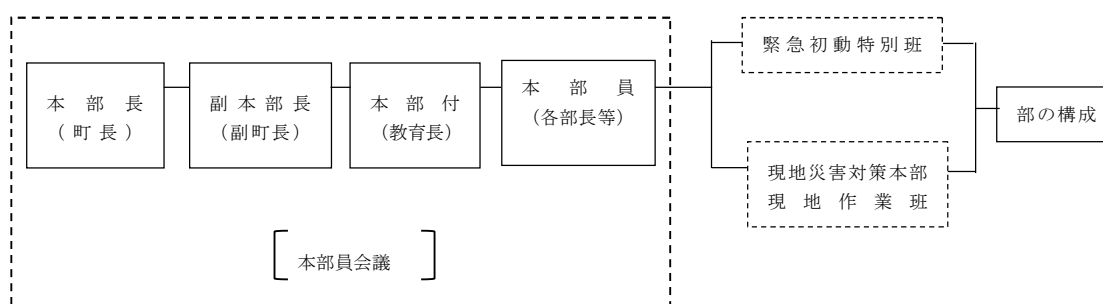 緊急初動特別班
本部長
(町長)
副本部長
(副町長)
本部付
(教育長)
本部員
(各部長等)
部の構成
現地災害対策本部
現地作業班
本部員会議